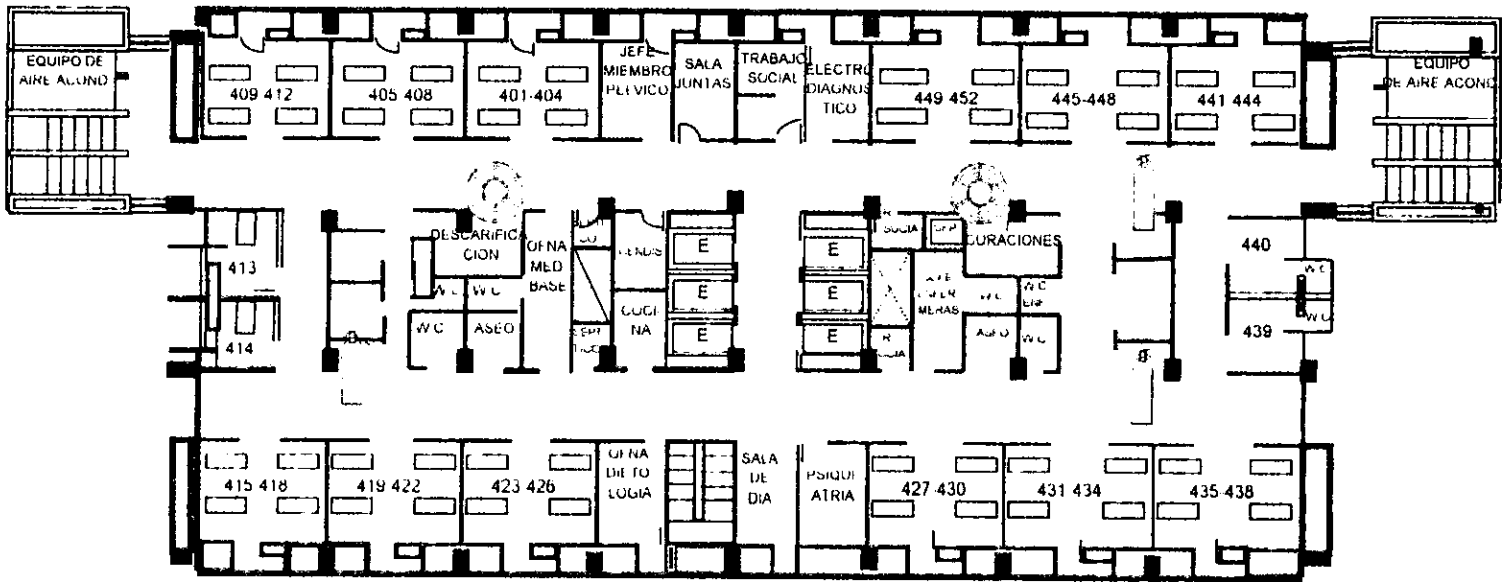 EQUIPO DE
AIRE ACOND
409-412
405-408
401-404
JEFE
MIEMBRO
SALA
JUNTAS
TRABAJO
SOCIAL
ELECTRO
DIAGNOS
TICO
449-452
445-448
441-444
EQUIPO
DE AIRE ACOND
413
414
DESCARIFICA
CION
OFNA
MED
BASE
W C
W C
W C
ASEO
COCI
NA
E
E
E
E
E
E
CURACIONES
MERAS
W C
W C
ASEO
W C
440
W C
W C
439
415-418
419-422
423-426
OFNA
DIETO
LOGIA
SALA
DE
DIA
PSIQUI
ATRIA
427-430
431-434
435-438